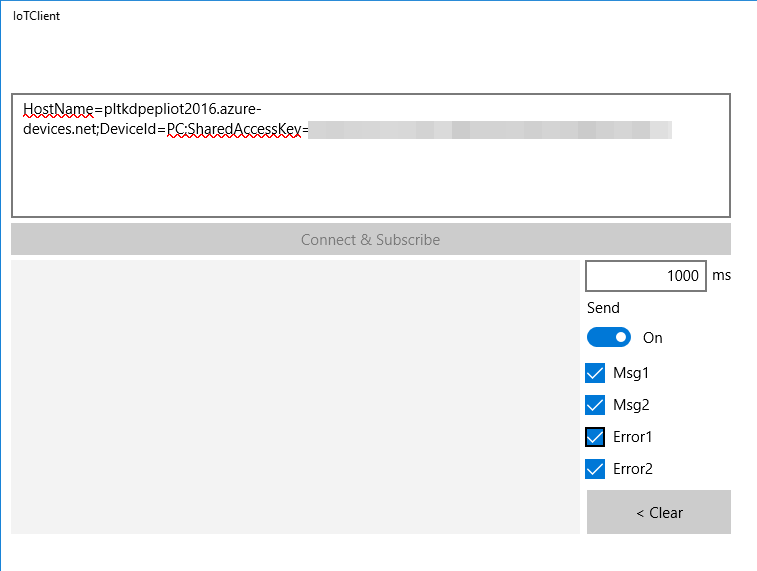 IoTClient
HostName=pltkdpepliot2016.azure-
devices.net;DeviceId=PC;SharedAccessKey=
Connect & Subscribe
1000 ms
Send
On
Msg1
Msg2
Error1
Error2
< Clear